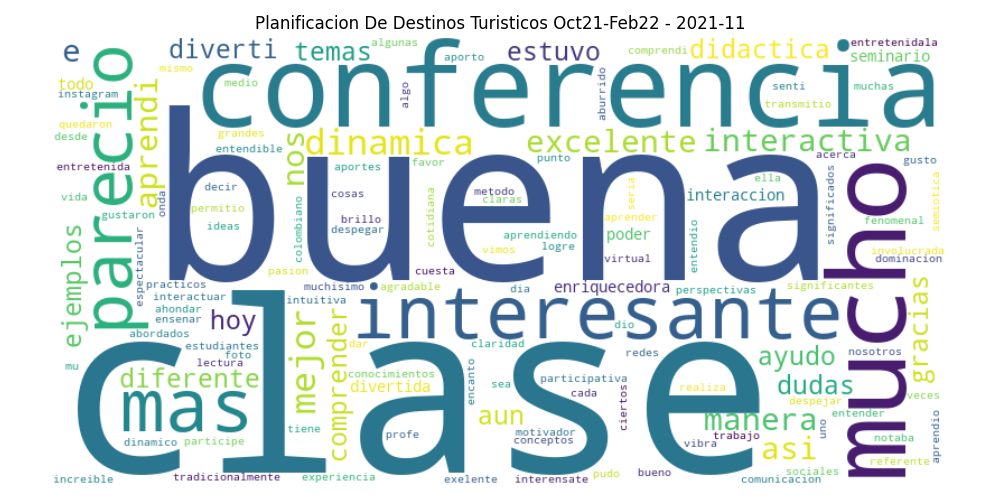 Planificacion De Destinos Turisticos Oct21-Feb22 - 2021-11
e
diverti
temas
algunas
aporto
estuvo
comprendi
didactica
entretenidala
seminario
todo
mismo
medio
conferencia
algo
aburrido
senti
muchas
instagram
transmitio
parecio
aprendi
quedaron
desde
grandes
entendible
nos
dinamica
excelente
interactiva
entretenida
aportes
favor
punto
acerca
gusto
buena
decir
cosas
metodo
claras
ella
interaccion
vida
onda
permitio
brillo
cotidiana
seria
aprender
significados
mucho
semiotica
gustaron
ideas
colombiano
despegar
aprendiendo
logre
poder
entendio
fenomenal
espectacular
vimos
virtual
involucrada
dominacion
pasion
cuesta
ejemplos
practicos
muchisimo
agradable
dia
enriquecedora
perspectivas
significantes
interactuar
intuitiva
interesante
gracias
ahondar
ensenar
hoy
mejor
comprender
dio
abordados
estudiantes
dar
claridad
redes
ayudo
nosotros
foto
lectura
mu
clase
diferente
conocimientos
divertida
encanto
sea
participativa
cada
ciertos
realiza
dudas
despejar
veces
mas
aun
manera
uno
entender
tiene
motivador
conceptos
trabajo
dinamico
participe
profe
vibra
asi
notaba
aprendio
referente
increible
tradicionalmente
experiencia
exelente
interensate
pudo
bueno
sociales
comunicacion